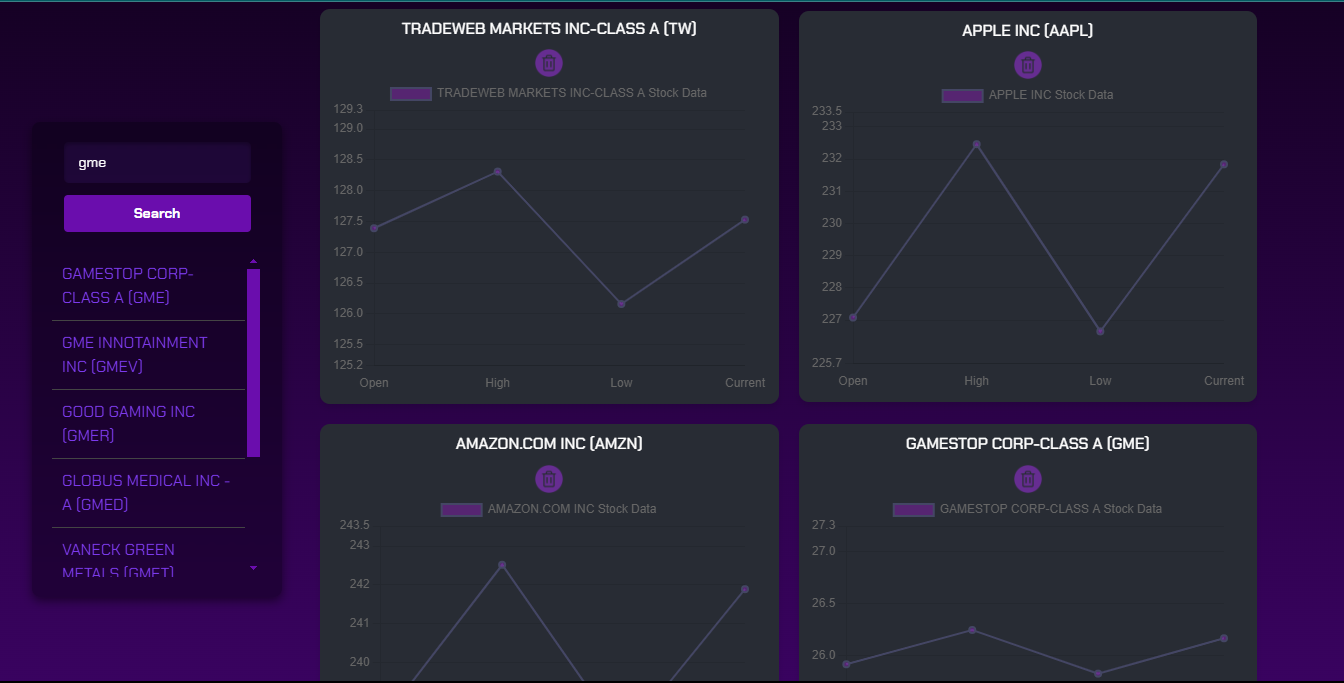 gme
Search
GAMESTOP CORP-
CLASS A (GME)
GME INNOTAINMENT
INC (GMEV)
GOOD GAMING INC
(GMER)
GLOBUS MEDICAL INC -
A (GMED)
VANECK GREEN
METALS (GMET)
TRADEWEB MARKETS INC-CLASS A (TW)
TRADEWEB MARKETS INC-CLASS A Stock Data
129.3
129.0
128.5
128.0
127.5
127.0
126.5
126.0
125.5
125.2
Open High Low Current
APPLE INC (AAPL)
APPLE INC Stock Data
233.5
233
232
231
230
229
228
227
225.7
Open High Low Current
AMAZON.COM INC (AMZN)
AMAZON.COM INC Stock Data
243.5
243
242
241
240
GAMESTOP CORP-CLASS A (GME)
GAMESTOP CORP-CLASS A Stock Data
27.3
27.0
26.5
26.0